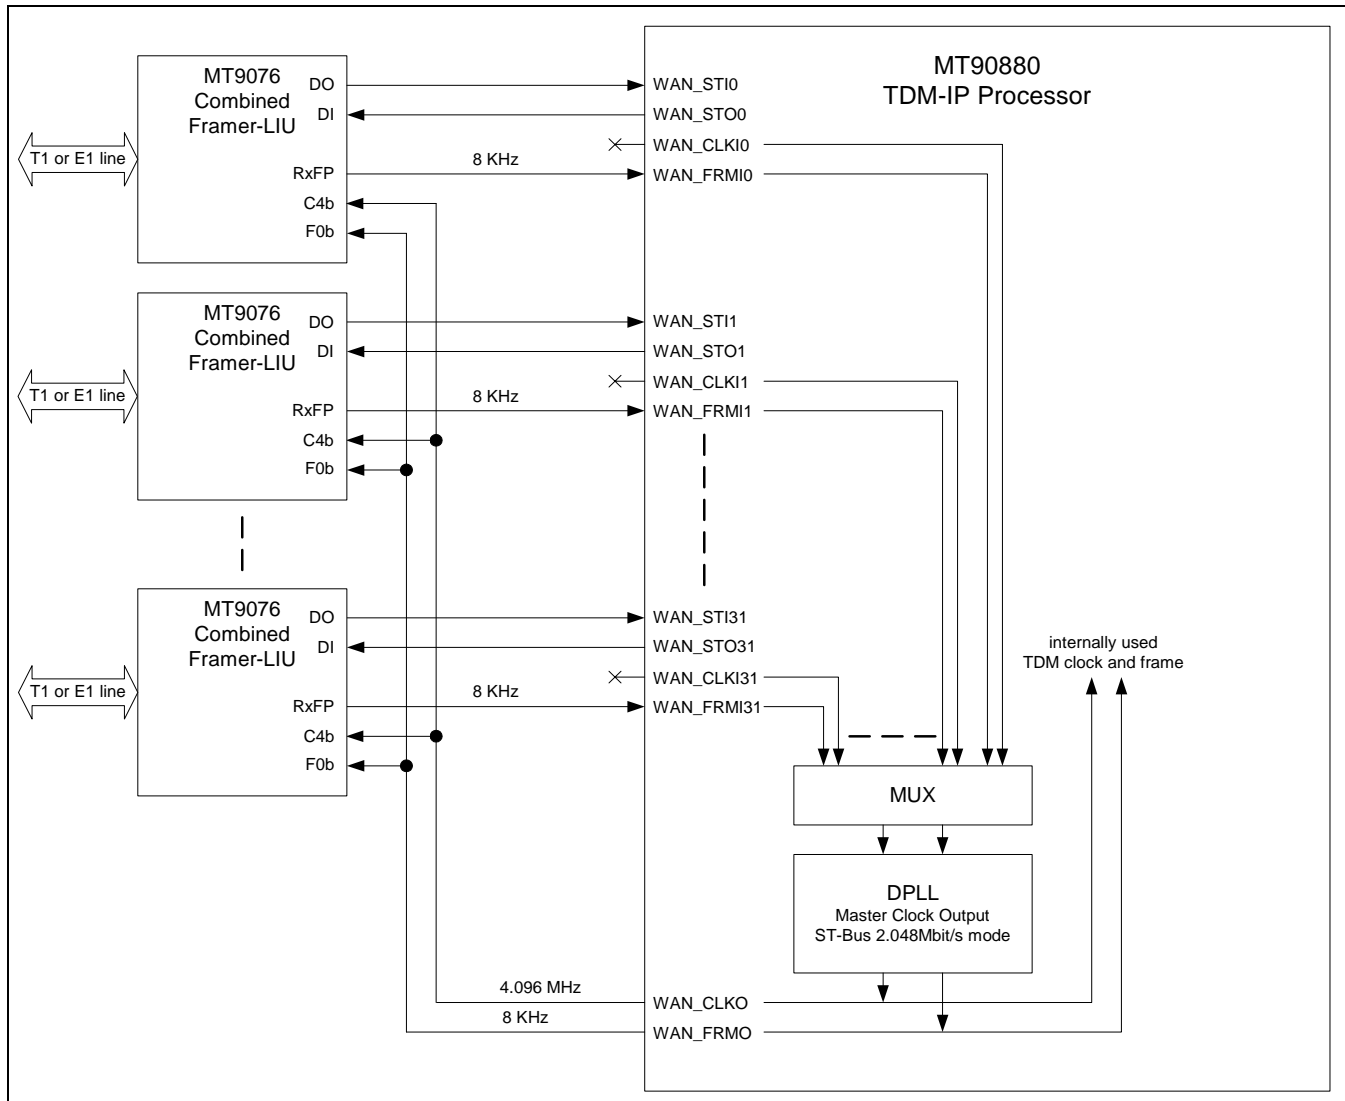 MT90880
TDM-IP Processor
MT9076
Combined
Framer-LIU
DO
DI
RxFP
C4b
F0b
T1 or E1 line
8 KHz
WAN_STI0
WAN_STO0
WAN_CLKI0
WAN_FRMI0
MT9076
Combined
Framer-LIU
DO
DI
RxFP
C4b
F0b
T1 or E1 line
8 KHz
WAN_STI1
WAN_STO1
WAN_CLKI1
WAN_FRMI1
MT9076
Combined
Framer-LIU
DO
DI
RxFP
C4b
F0b
T1 or E1 line
8 KHz
WAN_STI31
WAN_STO31
WAN_CLKI31
WAN_FRMI31
internally used
TDM clock and frame
MUX
DPLL
Master Clock Output
ST-Bus 2.048Mbit/s mode
4.096 MHz
WAN_CLKO
8 KHz
WAN_FRMO